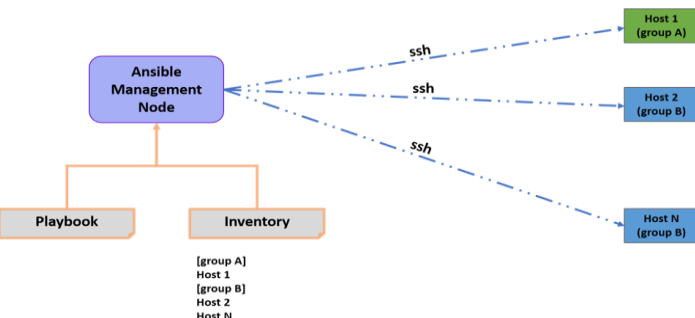 Host 1
(group A)
ssh
Ansible
Management
Node
ssh
Host 2
(group B)
ssh
Playbook
Inventory
Host N
(group B)
[group A]
Host 1
[group B]
Host 2
Host N